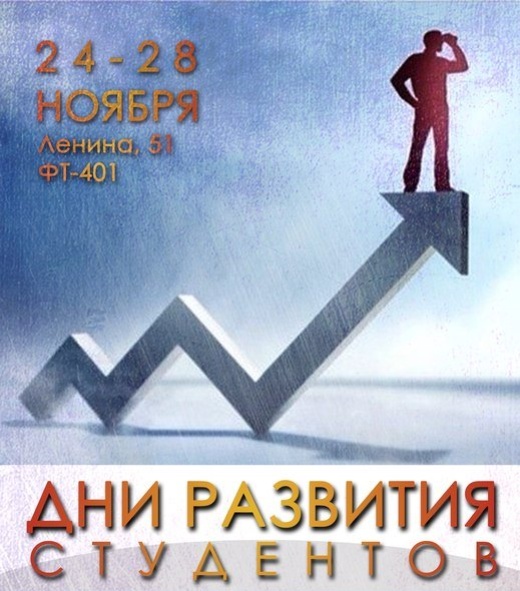 24-28
НОЯБРЯ
Ленина, 51
ФТ-401
ДНИ РАЗВИТИЯ
СТУДЕНТОВ